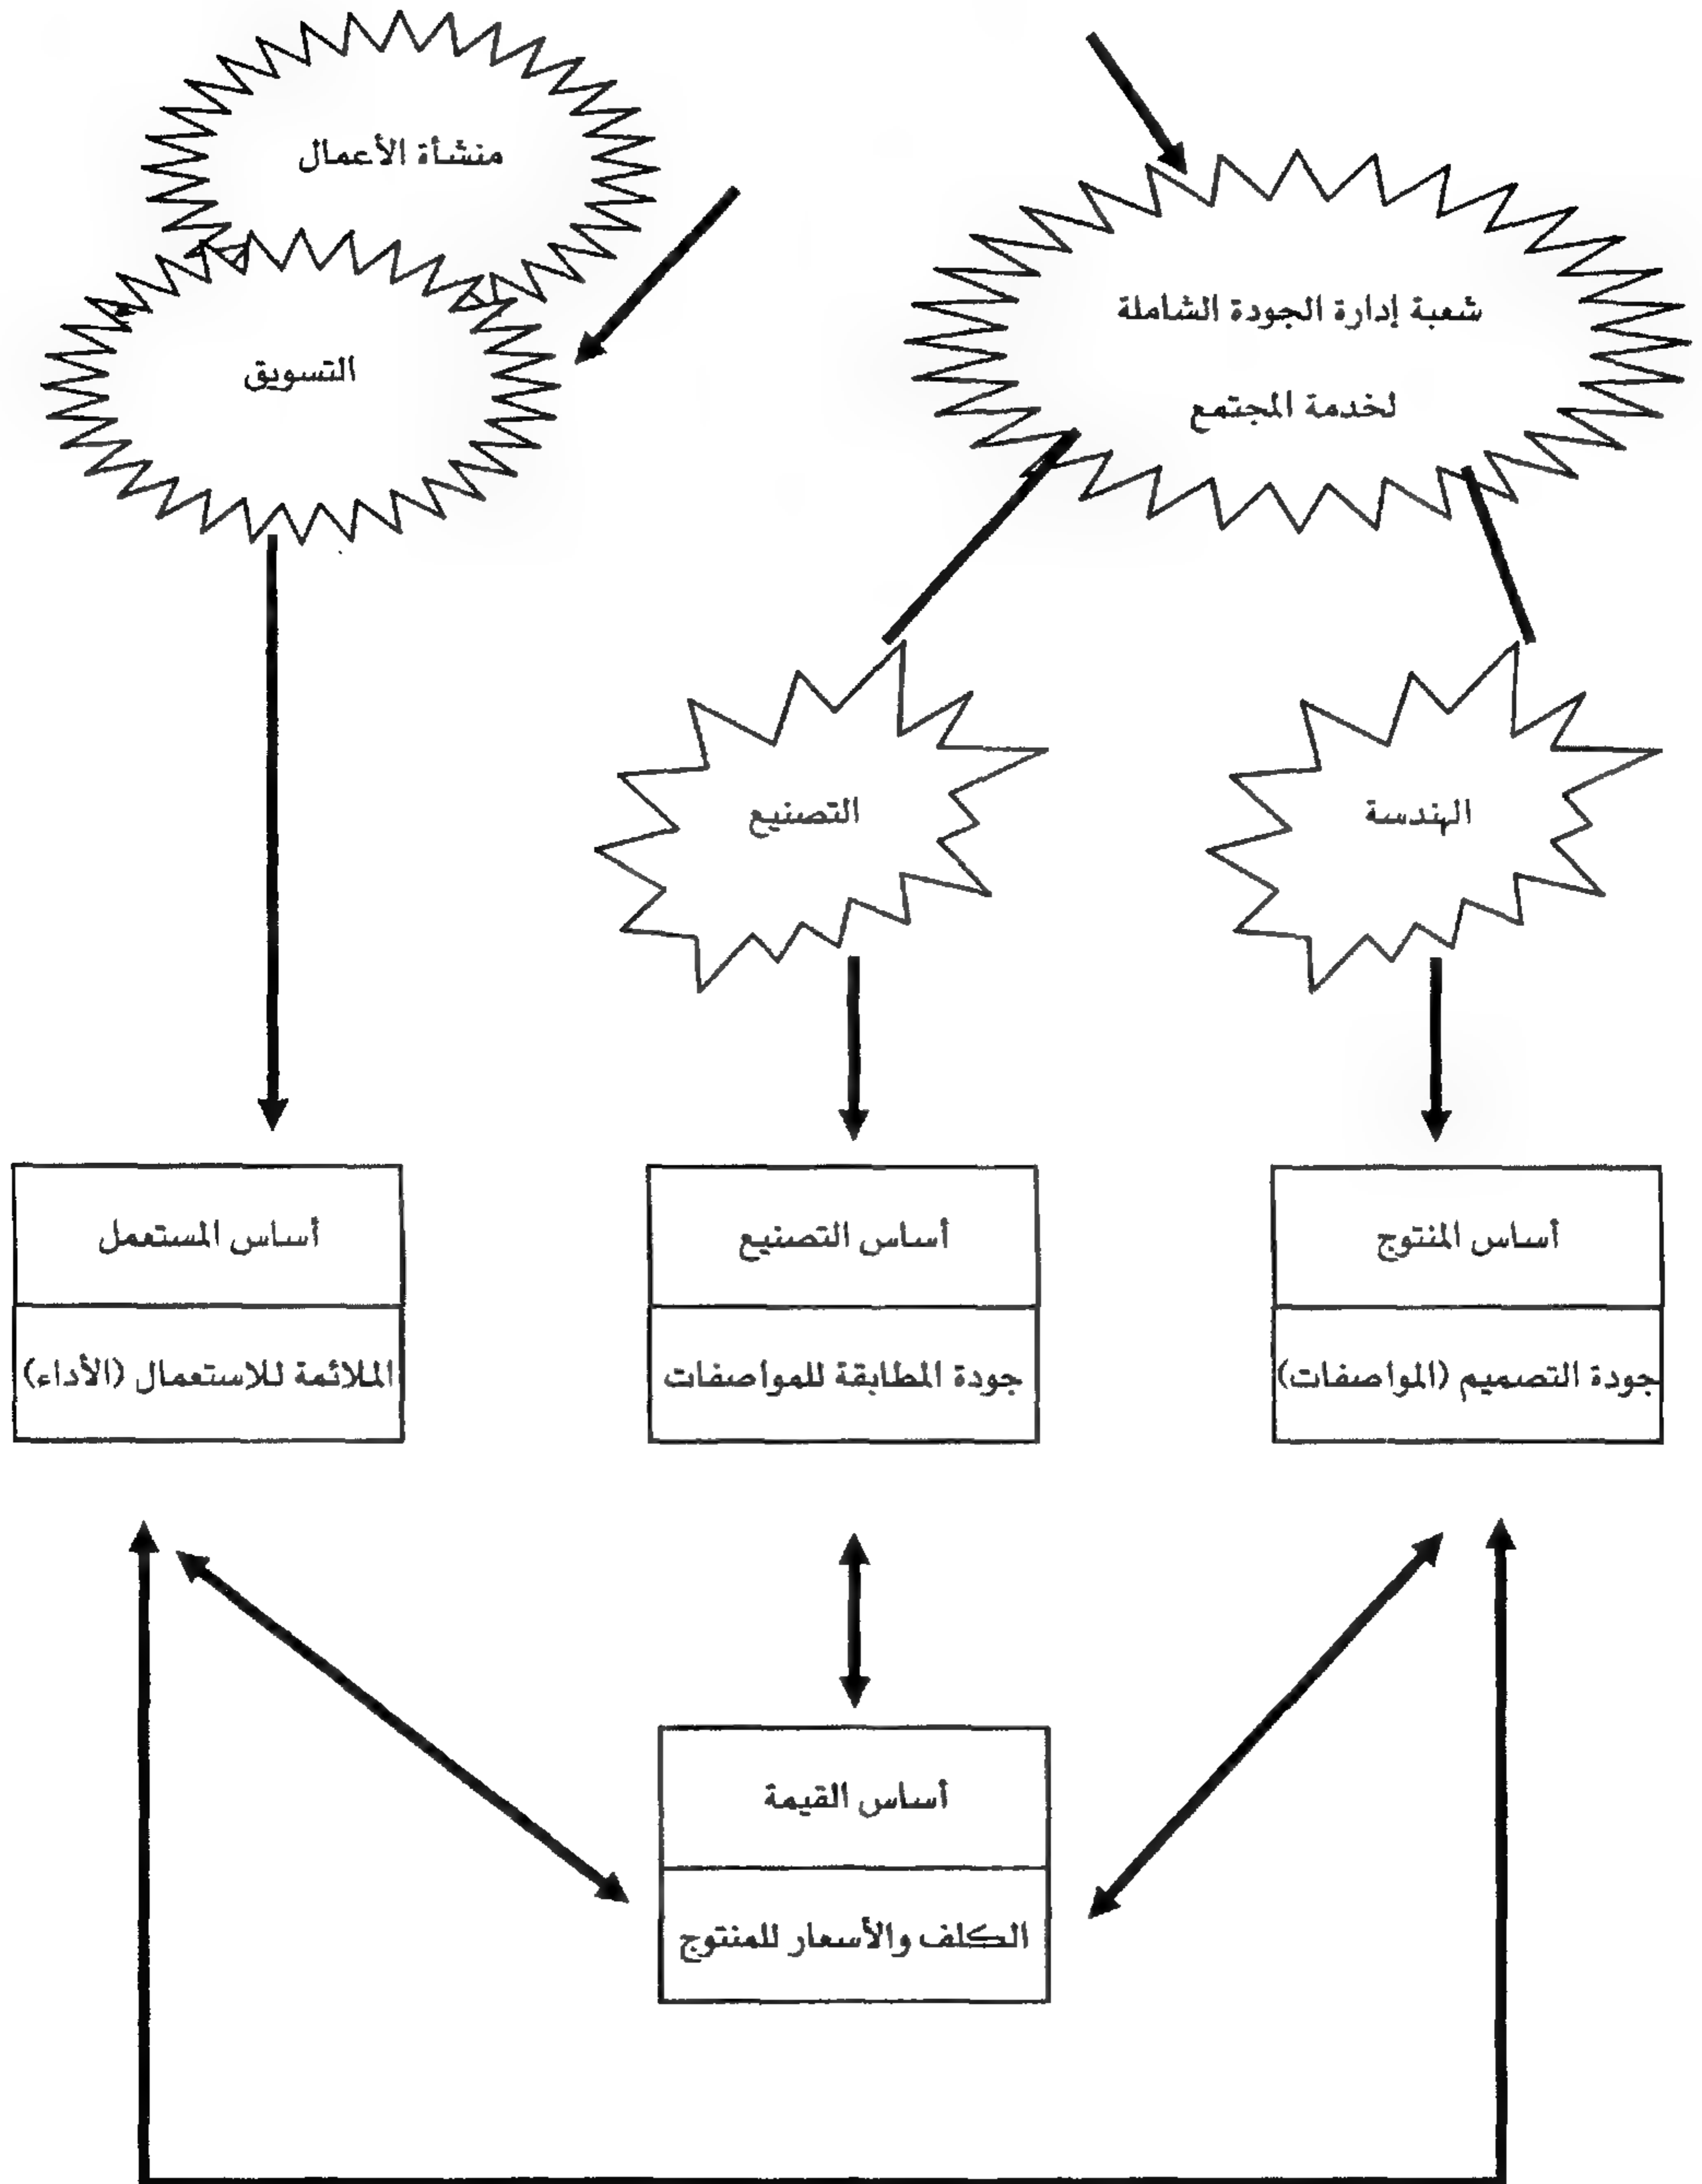 منشأة الأعمال
شعبة إدارة الجودة الشاملة
لخدمة المجتمع
التسويق
الهندسة
التصنيع
أساس المنتوج
جودة التصميم (المواصفات)
أساس التصنيع
جودة المطابقة للمواصفات
أساس المستعمل
الملائمة للاستعمال (الأداء)
أساس القيمة
الكلف والأسعار للمنتوج